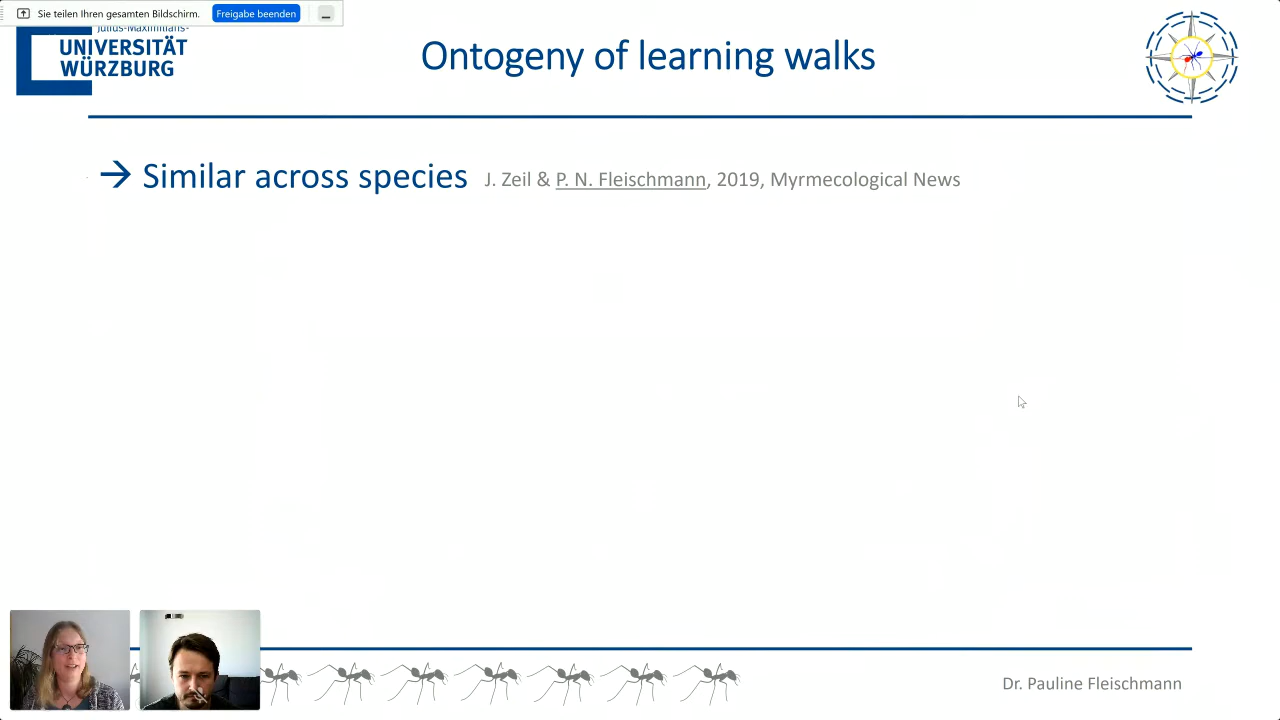 Sie teilen Ihren gesamten Bildschirm.
Freigabe beenden
Julius-Maximilians-
UNIVERSITÄT
WÜRZBURG
Ontogeny of learning walks
→ Similar across species J. Zeil & P. N. Fleischmann, 2019, Myrmecological News
Dr. Pauline Fleischmann